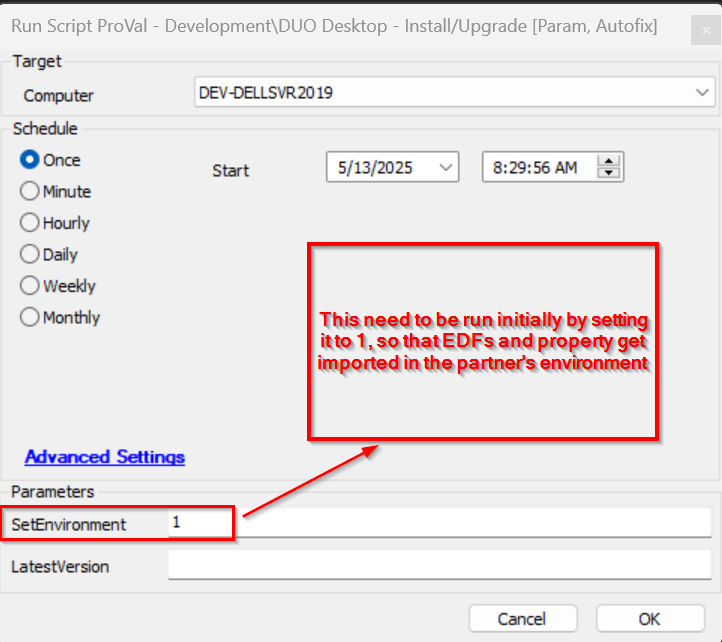 Run Script ProVal - Development\DUO Desktop - Install/Upgrade [Param, Autofix]
×
Target
Computer
DEV-DELLSVR2019
Schedule
Once
Start
5/13/2025
8:29:56 AM
Minute
Hourly
Daily
Weekly
Monthly
This need to be run initially by setting
it to 1, so that EDFs and property get
imported in the partner's environment
Advanced Settings
Parameters
SetEnvironment
1
LatestVersion
Cancel
OK